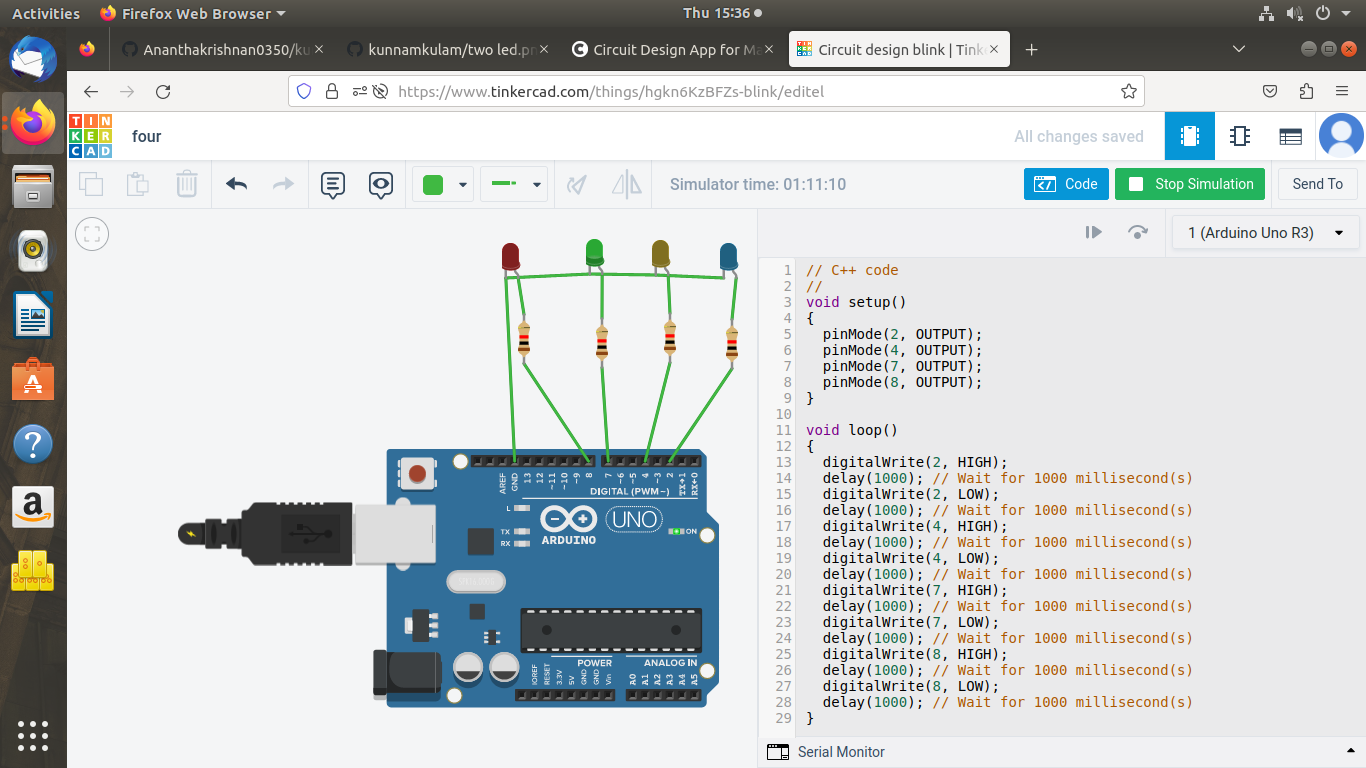 Activities
Firefox Web Browser
Thu 15:36
Ananthakrishnan0350/ku
kunnamkulam/two led.pn
Circuit Design App for Ma
Circuit design blink | Tink
https://www.tinkercad.com/things/hgkn6KzBFZs-blink/editel
TIN
KER
CAD
four
All changes saved
Simulator time: 01:11:10
Code
Stop Simulation
Send To
1 (Arduino Uno R3)
1 // C++ code
2 //
3 void setup()
4 {
5 pinMode(2, OUTPUT);
6 pinMode(4, OUTPUT);
7 pinMode(7, OUTPUT);
8 pinMode(8, OUTPUT);
9 }
10
11 void loop()
12 {
13 digitalWrite(2, HIGH);
14 delay(1000); // Wait for 1000 millisecond(s)
15 digitalWrite(2, LOW);
16 delay(1000); // Wait for 1000 millisecond(s)
17 digitalWrite(4, HIGH);
18 delay(1000); // Wait for 1000 millisecond(s)
19 digitalWrite(4, LOW);
20 delay(1000); // Wait for 1000 millisecond(s)
21 digitalWrite(7, HIGH);
22 delay(1000); // Wait for 1000 millisecond(s)
23 digitalWrite(7, LOW);
24 delay(1000); // Wait for 1000 millisecond(s)
25 digitalWrite(8, HIGH);
26 delay(1000); // Wait for 1000 millisecond(s)
27 digitalWrite(8, LOW);
28 delay(1000); // Wait for 1000 millisecond(s)
29 }
AREF GND 13 12 ~11 ~10 ~9 8 7 ~6 ~5 4 ~3 2 TX→1 RX←0
DIGITAL (PWM~)
L
TX
RX
UNO
ARDUINO
ON
POWER
ANALOG IN
IOREF RESET 3.3V 5V GND GND Vin A0 A1 A2 A3 A4 A5
Serial Monitor